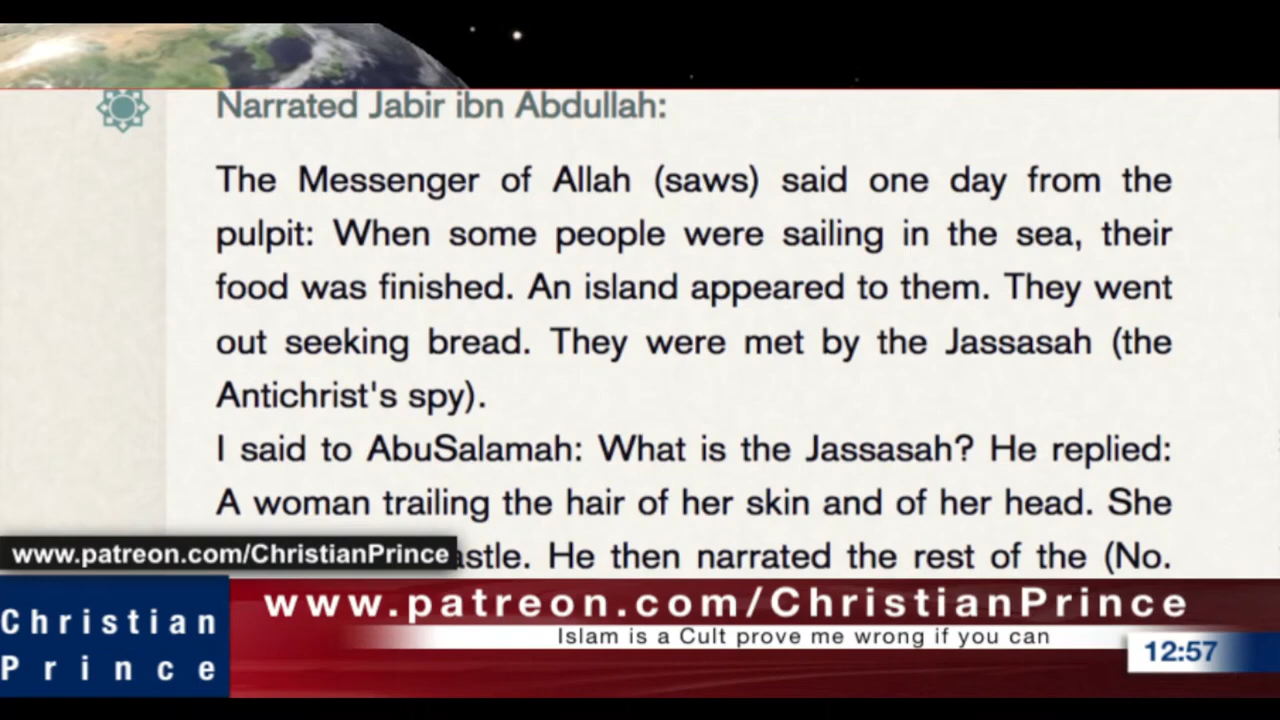 Narrated Jabir ibn Abdullah:
The Messenger of Allah (saws) said one day from the
pulpit: When some people were sailing in the sea, their
food was finished. An island appeared to them. They went
out seeking bread. They were met by the Jassasah (the
Antichrist's spy).
I said to AbuSalamah: What is the Jassasah? He replied:
A woman trailing the hair of her skin and of her head. She
He then narrated the rest of the (No.
www.patreon.com/ChristianPrince
www.patreon.com/ChristianPrince
Islam is a Cult prove me wrong if you can
Christian
Prince
12:57